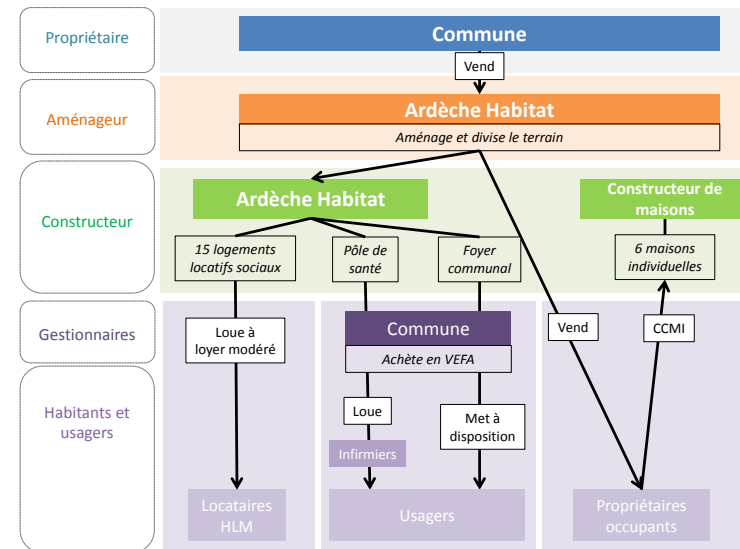 Propriétaire
Commune
Vend
Aménageur
Ardèche Habitat
Aménage et divise le terrain
Constructeur
Ardèche Habitat
Constructeur de
maisons
15 logements
locatifs sociaux
Pôle de
santé
Foyer
communal
6 maisons
individuelles
Gestionnaires
Loue à
loyer modéré
Commune
Achète en VEFA
Vend
CCMI
Habitants et
usagers
Loue
Met à
disposition
Infirmiers
Locataires
HLM
Usagers
Propriétaires
occupants